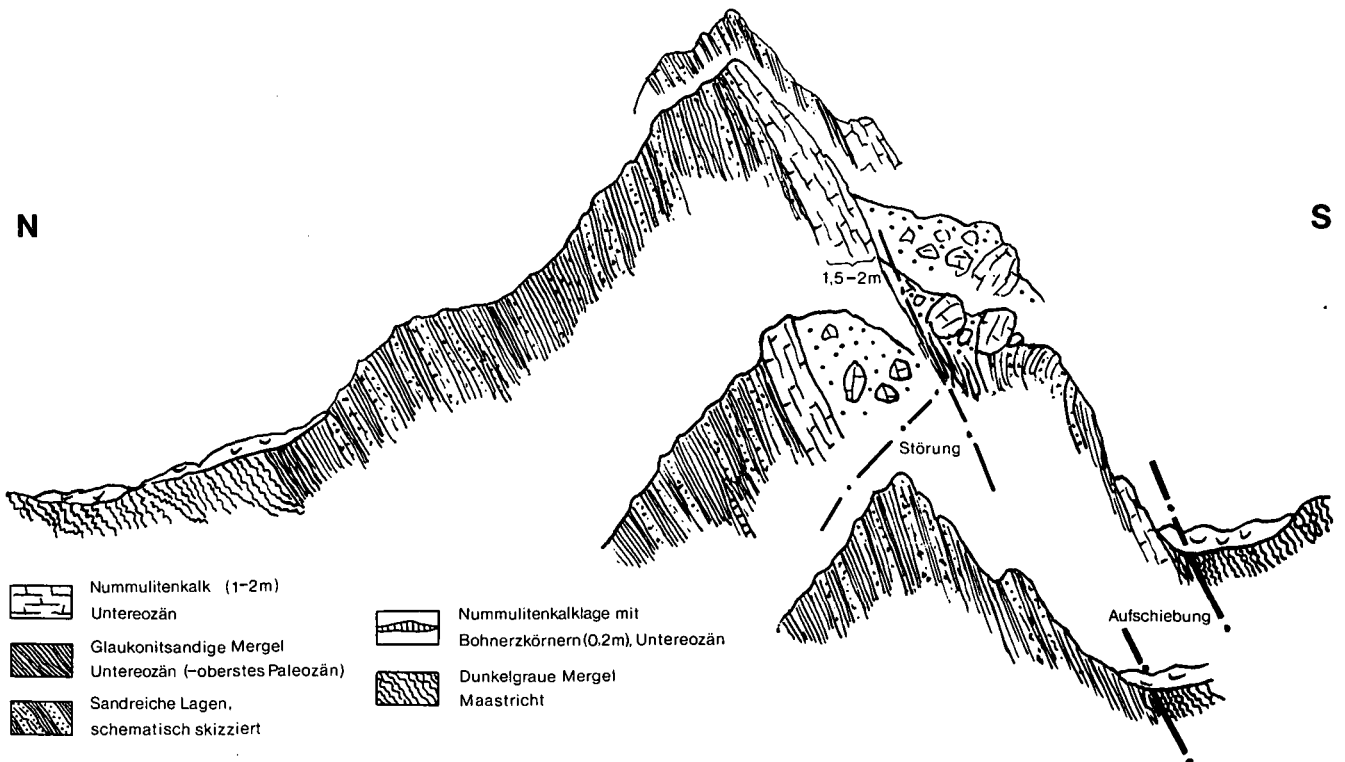 N
S
1,5–2m
Störung
Aufschiebung
Nummulitenkalk (1–2m)
Untereozän
Glaukonitsandige Mergel
Untereozän (–oberstes Paleozän)
Sandreiche Lagen,
schematisch skizziert
Nummulitenkalklage mit
Bohnerzkörnern (0,2m), Untereozän
Dunkelgraue Mergel
Maastricht